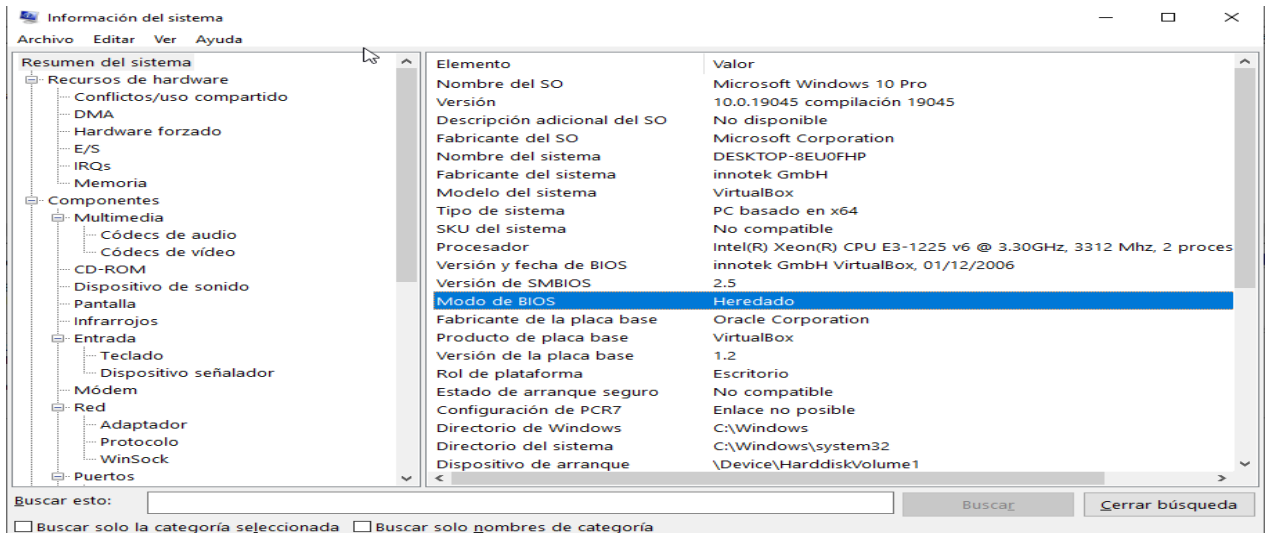 Información del sistema
Archivo Editar Ver Ayuda
Resumen del sistema
Recursos de hardware
Conflictos/uso compartido
DMA
Hardware forzado
E/S
IRQs
Memoria
Componentes
Multimedia
Códecs de audio
Códecs de vídeo
CD-ROM
Dispositivo de sonido
Pantalla
Infrarrojos
Entrada
Teclado
Dispositivo señalador
Módem
Red
Adaptador
Protocolo
WinSock
Puertos
Elemento Valor
Nombre del SO Microsoft Windows 10 Pro
Versión 10.0.19045 compilación 19045
Descripción adicional del SO No disponible
Fabricante del SO Microsoft Corporation
Nombre del sistema DESKTOP-8EU0FHP
Fabricante del sistema innotek GmbH
Modelo del sistema VirtualBox
Tipo de sistema PC basado en x64
SKU del sistema No compatible
Procesador Intel(R) Xeon(R) CPU E3-1225 v6 @ 3.30GHz, 3312 Mhz, 2 proces
Versión y fecha de BIOS innotek GmbH VirtualBox, 01/12/2006
Versión de SMBIOS 2.5
Modo de BIOS Heredado
Fabricante de la placa base Oracle Corporation
Producto de placa base VirtualBox
Versión de la placa base 1.2
Rol de plataforma Escritorio
Estado de arranque seguro No compatible
Configuración de PCR7 Enlace no posible
Directorio de Windows C:\Windows
Directorio del sistema C:\Windows\system32
Dispositivo de arranque \Device\HarddiskVolume1
Buscar esto: Buscar Cerrar búsqueda
Buscar solo la categoría seleccionada Buscar solo nombres de categoría